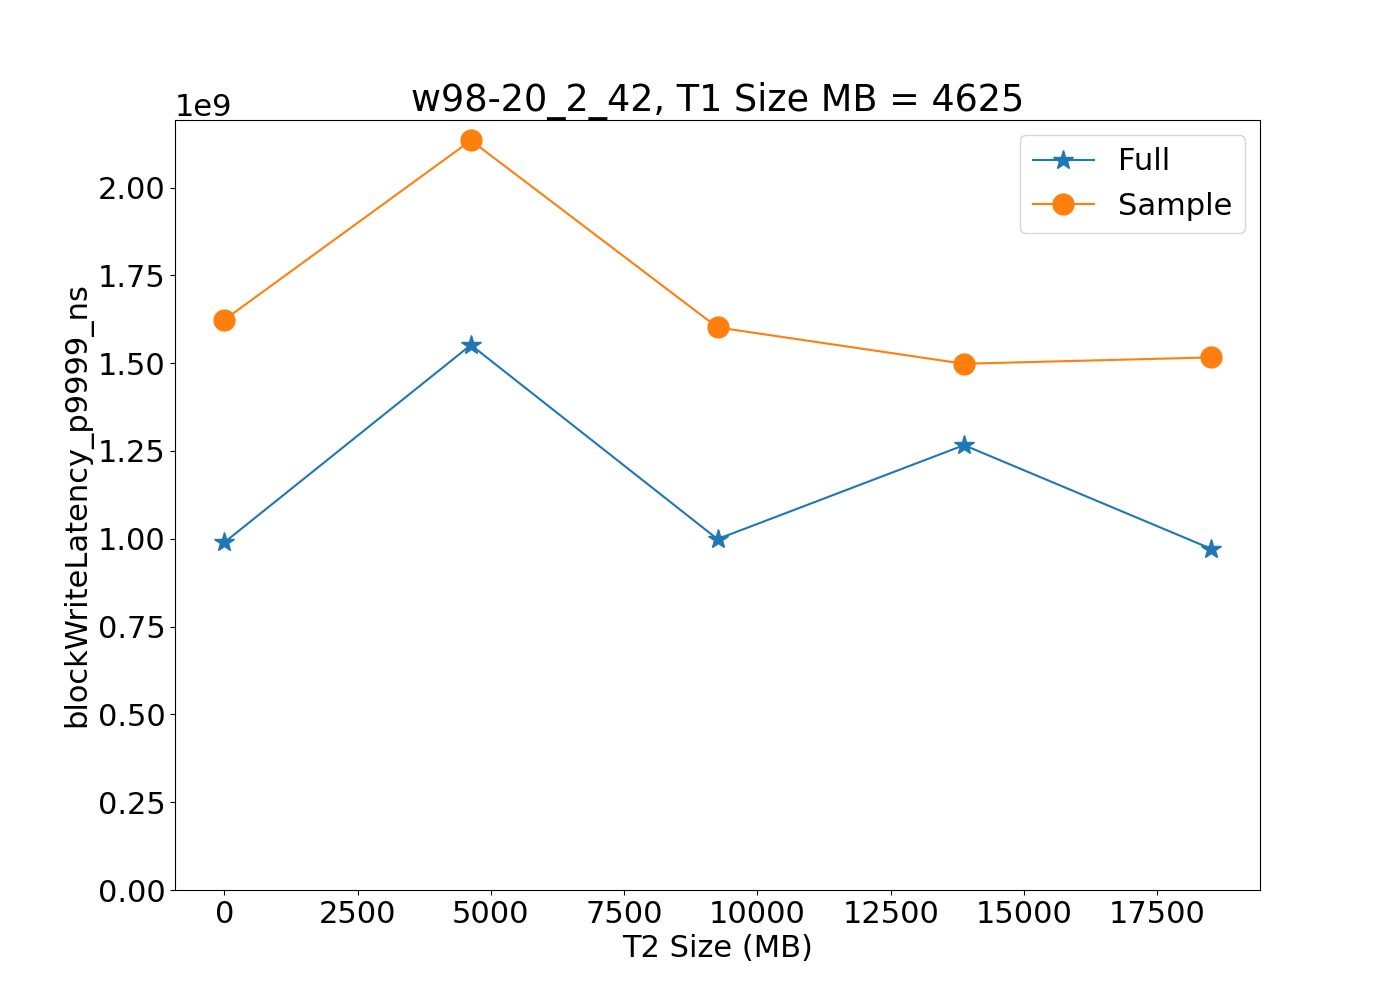 w98-20_2_42, T1 Size MB = 4625
1e9
Full
Sample
2.00
1.75
1.50
1.25
1.00
0.75
0.50
0.25
0.00
blockWriteLatency_p9999_ns
0 2500 5000 7500 10000 12500 15000 17500
T2 Size (MB)